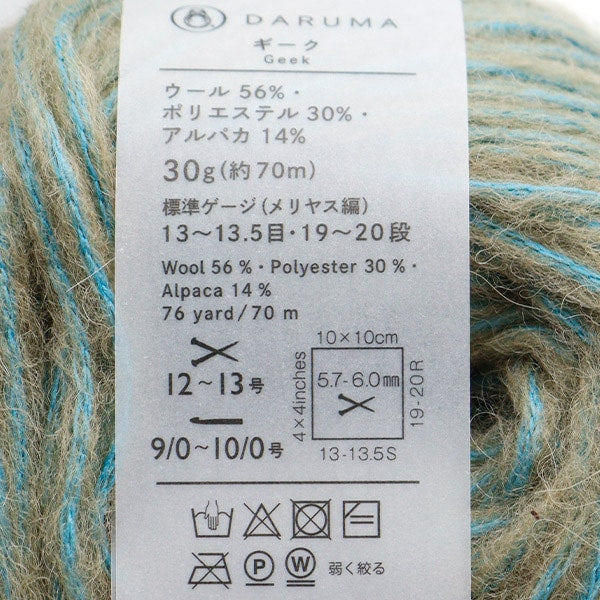 DARUMA
ギーク
Geek
ウール 56%・
ポリエステル 30%・
アルパカ 14%
30g(約70m)
標準ゲージ(メリヤス編)
13～13.5目・19～20段
Wool 56%・Polyester 30%・
Alpaca 14%
76 yard/70 m
12～13号
9/0～10/0号
10×10cm
4×4inches
5.7-6.0mm
19-20R
13-13.5S
P
W
弱く絞る